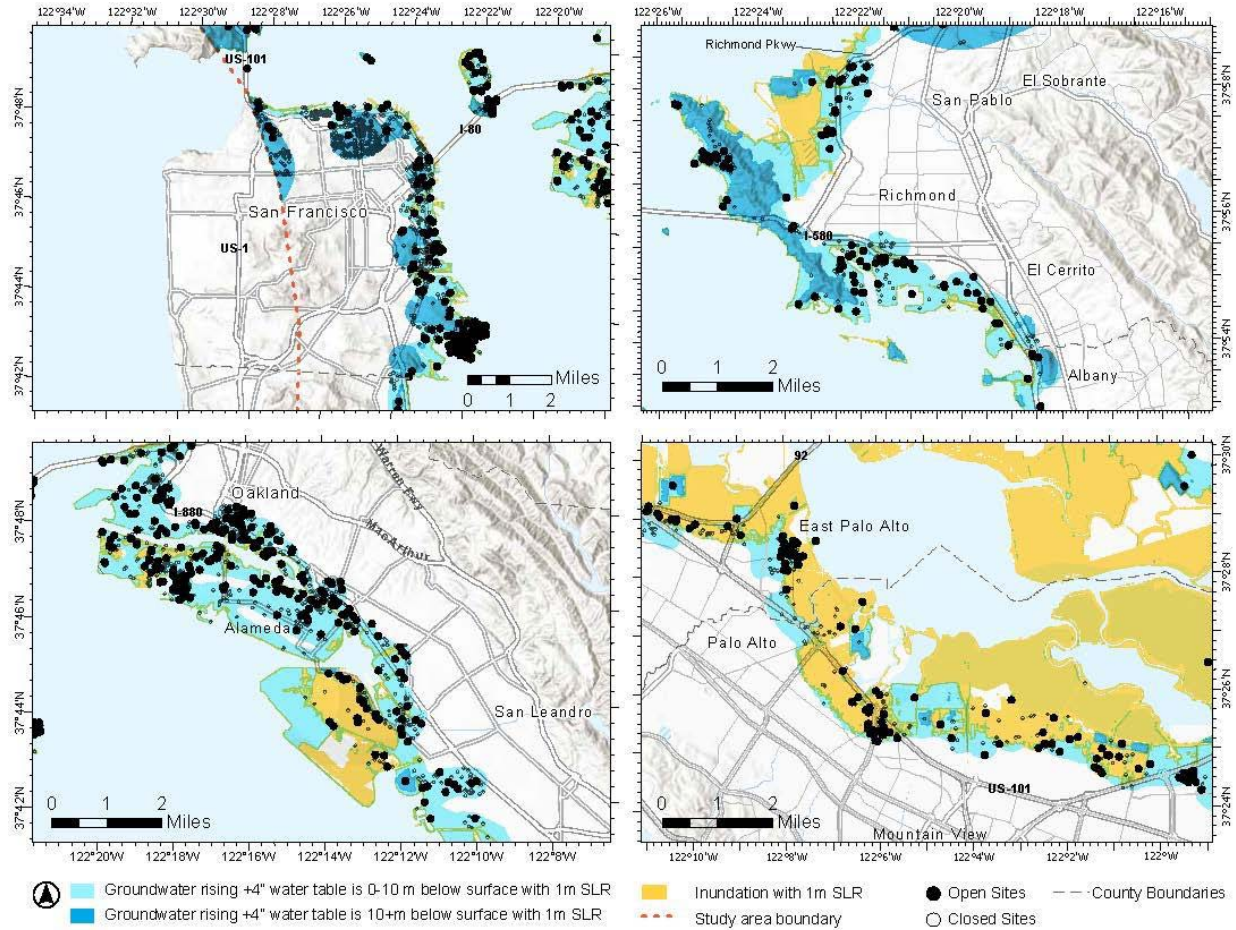 122°34'W 122°32'W 122°30'W 122°28'W 122°26'W 122°24'W 122°22'W 122°20'W
37°48'N
37°46'N
37°44'N
37°42'N
US-101
I-80
San Francisco
US-1
0 1 2
Miles
122°26'W 122°24'W 122°22'W 122°20'W 122°18'W 122°16'W
Richmond Pkwy
El Sobrante
San Pablo
Richmond
I-580
El Cerrito
Albany
0 1 2
Miles
37°58'N
37°56'N
37°54'N
37°48'N
37°46'N
37°44'N
37°42'N
Warren Fwy
Oakland
I-880
MacArthur
Alameda
San Leandro
0 1 2
Miles
122°20'W 122°18'W 122°16'W 122°14'W 122°12'W 122°10'W 122°8'W
92
East Palo Alto
Palo Alto
US-101
Mountain View
0 1 2
Miles
37°30'N
37°28'N
37°26'N
37°24'N
122°10'W 122°8'W 122°6'W 122°4'W 122°2'W 122°W
Groundwater rising +4" water table is 0-10 m below surface with 1m SLR
Groundwater rising +4" water table is 10+m below surface with 1m SLR
Inundation with 1m SLR
Study area boundary
Open Sites
Closed Sites
County Boundaries